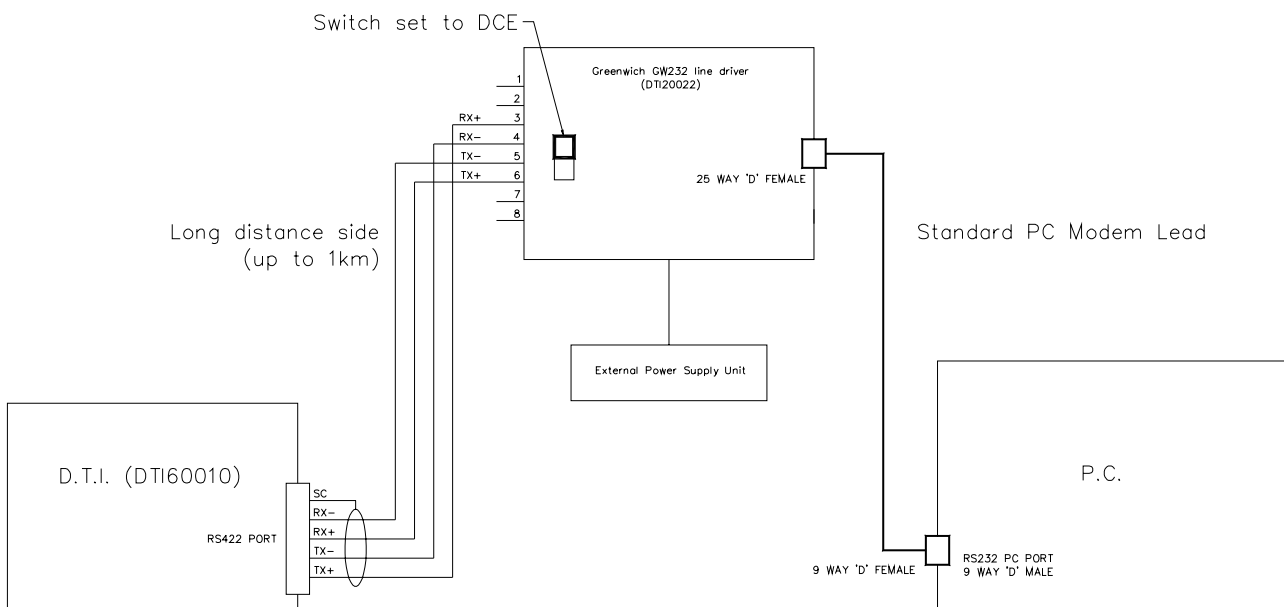 Switch set to DCE
Greenwich GW232 line driver
(DTI20022)
1
2
RX+ 3
RX- 4
TX- 5
TX+ 6
7
8
25 WAY 'D' FEMALE
Long distance side
(up to 1km)
Standard PC Modem Lead
External Power Supply Unit
D.T.I. (DTI60010)
RS422 PORT
SC
RX-
RX+
TX-
TX+
P.C.
9 WAY 'D' FEMALE
RS232 PC PORT
9 WAY 'D' MALE